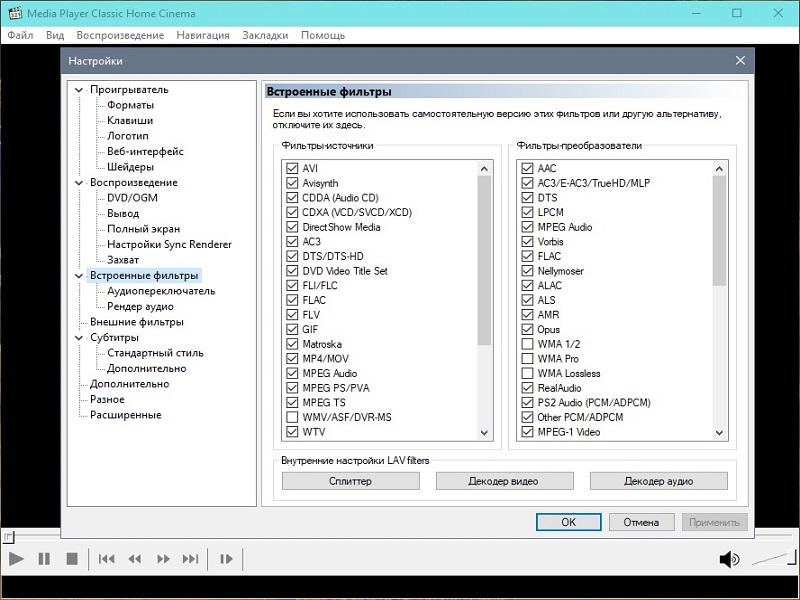 Media Player Classic Home Cinema
Файл Вид Воспроизведение Навигация Закладки Помощь
Настройки
Проигрыватель
Форматы
Клавиши
Логотип
Веб-интерфейс
Шейдеры
Воспроизведение
DVD/OGM
Вывод
Полный экран
Настройки Sync Renderer
Захват
Встроенные фильтры
Аудиопереключатель
Рендер аудио
Внешние фильтры
Субтитры
Стандартный стиль
Дополнительно
Дополнительно
Разное
Расширенные
Встроенные фильтры
Если вы хотите использовать самостоятельную версию этих фильтров или другую альтернативу,
отключите их здесь.
Фильтры-источники
AVI
Avisynth
CDDA (Audio CD)
CDXA (VCD/SVCD/XCD)
DirectShow Media
AC3
DTS/DTS-HD
DVD Video Title Set
FLI/FLC
FLAC
FLV
GIF
Matroska
MP4/MOV
MPEG Audio
MPEG PS/PVA
MPEG TS
WMV/ASF/DVR-MS
WTV
Фильтры-преобразователи
AAC
AC3/E-AC3/TrueHD/MLP
DTS
LPCM
MPEG Audio
Vorbis
FLAC
Nellymoser
ALAC
ALS
AMR
Opus
WMA 1/2
WMA Pro
WMA Lossless
RealAudio
PS2 Audio (PCM/ADPCM)
Other PCM/ADPCM
MPEG-1 Video
Внутренние настройки LAV filters
Сплиттер Декодер видео Декодер аудио
OK Отмена Применить